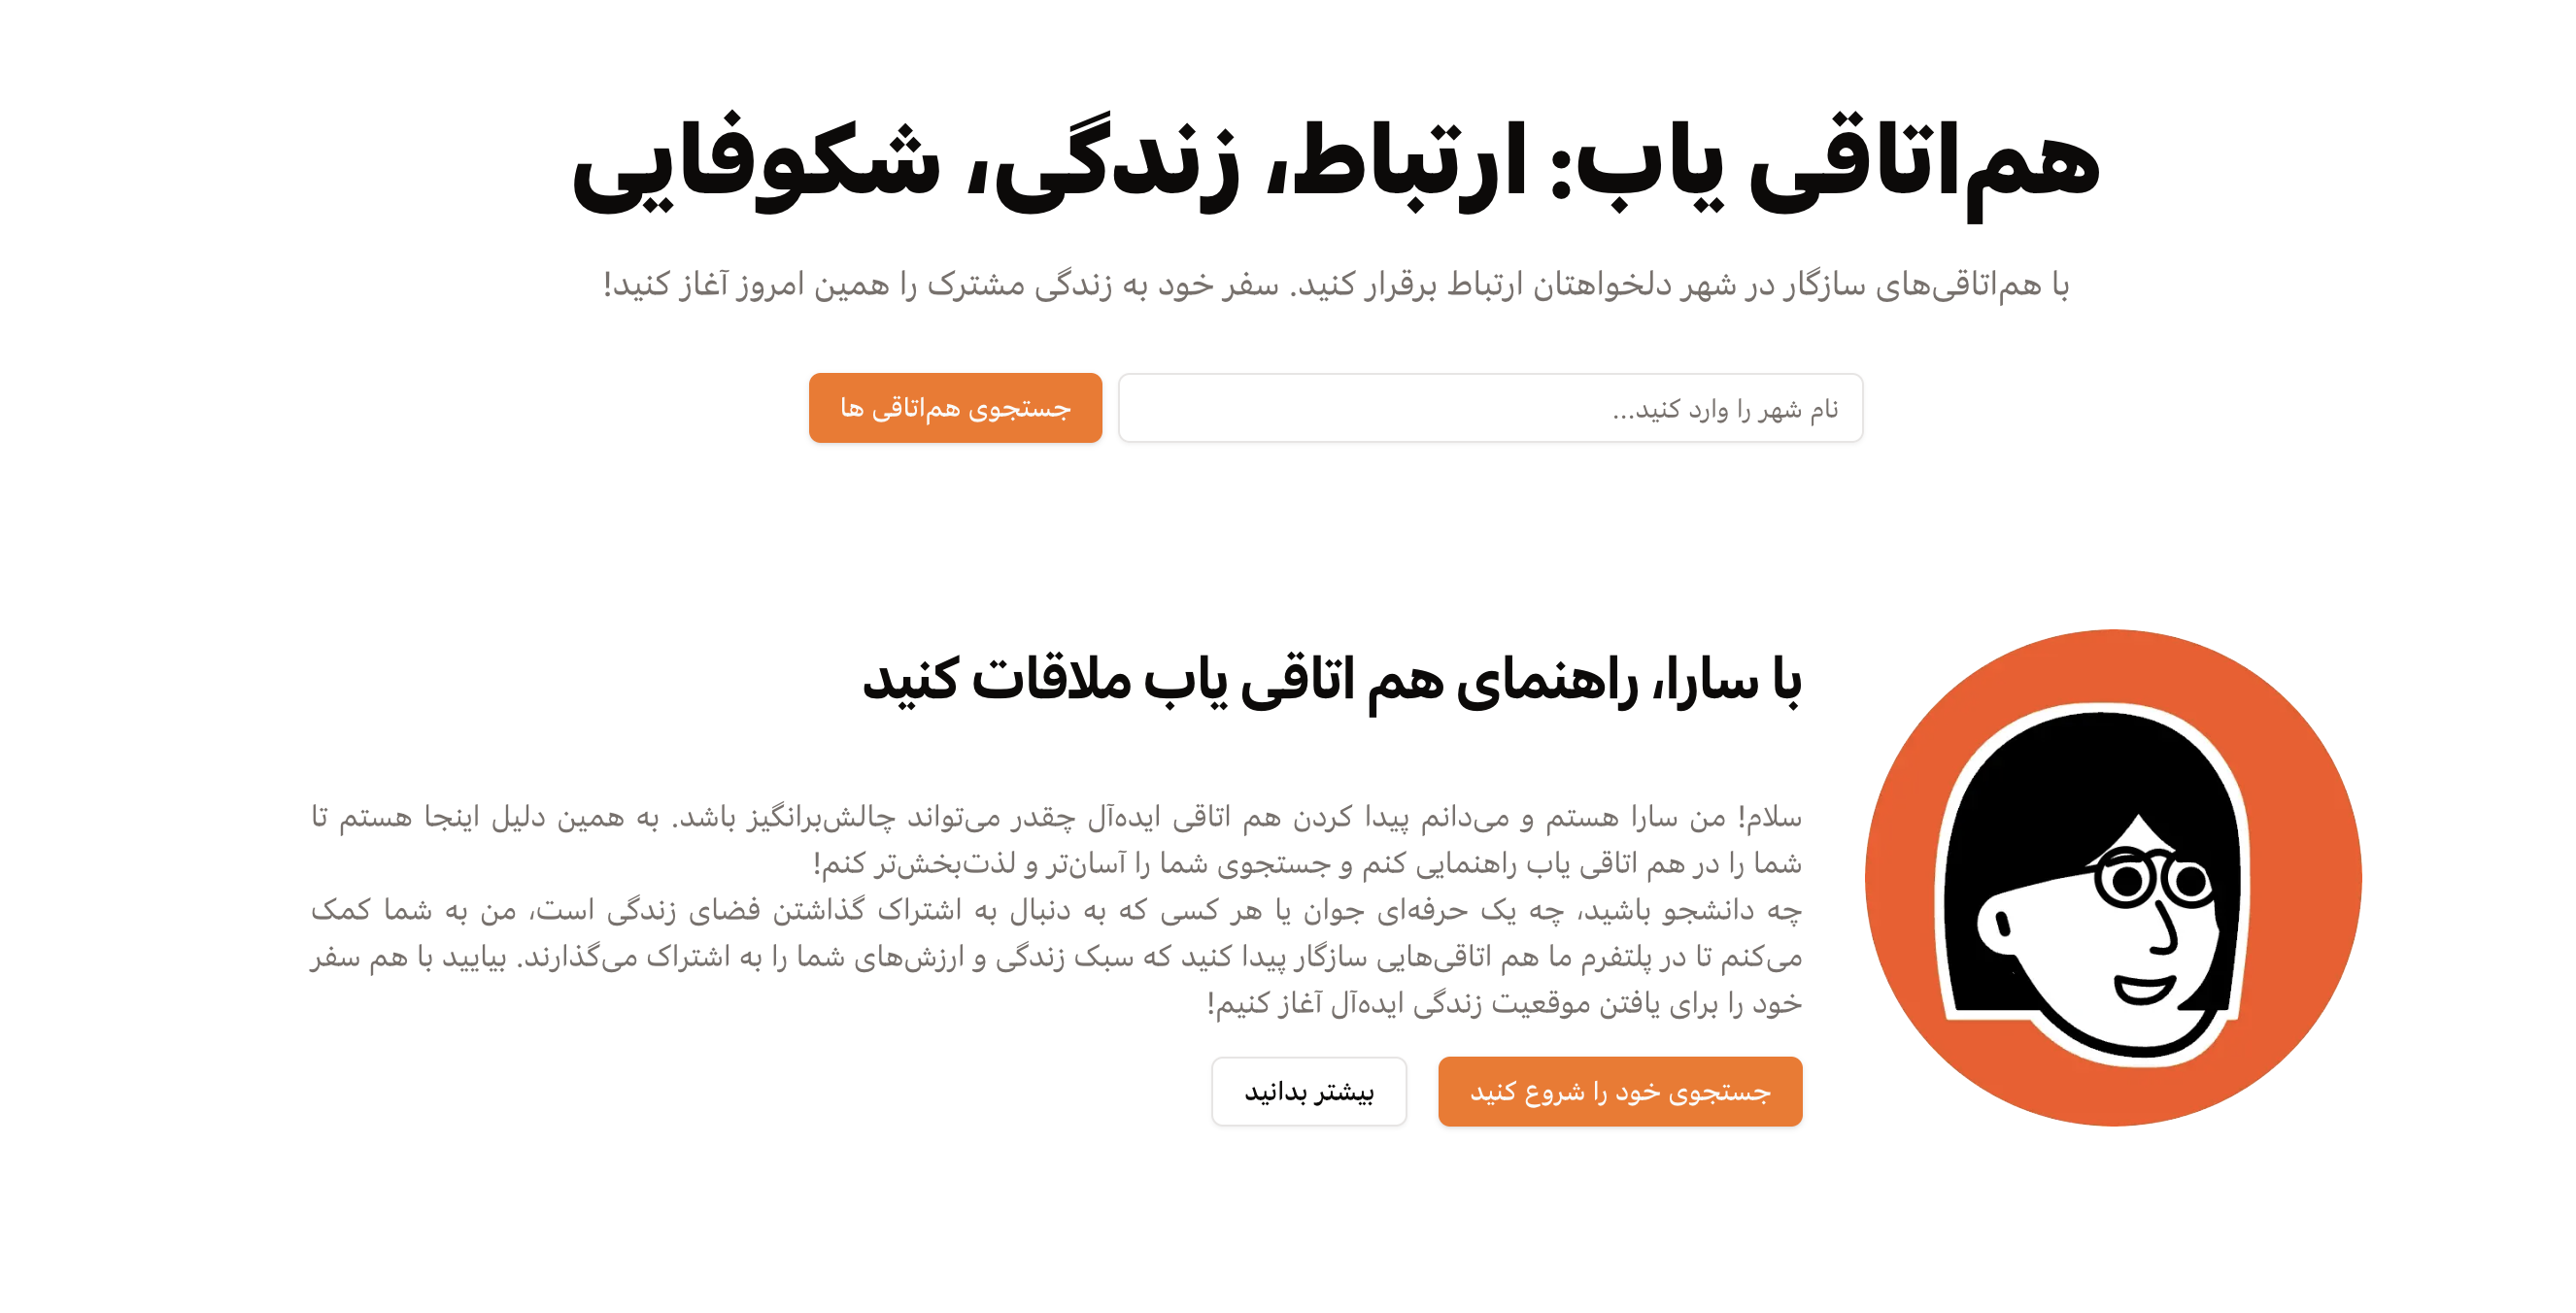 هم‌اتاقی یاب: ارتباط، زندگی، شکوفایی
با هم‌اتاقی‌های سازگار در شهر دلخواهتان ارتباط برقرار کنید. سفر خود به زندگی مشترک را همین امروز آغاز کنید!
نام شهر را وارد کنید...
جستجوی هم‌اتاقی ها
با سارا، راهنمای هم اتاقی یاب ملاقات کنید
سلام! من سارا هستم و می‌دانم پیدا کردن هم اتاقی ایده‌آل چقدر می‌تواند چالش‌برانگیز باشد. به همین دلیل اینجا هستم تا
شما را در هم اتاقی یاب راهنمایی کنم و جستجوی شما را آسان‌تر و لذت‌بخش‌تر کنم!
چه دانشجو باشید، چه یک حرفه‌ای جوان یا هر کسی که به دنبال به اشتراک گذاشتن فضای زندگی است، من به شما کمک
می‌کنم تا در پلتفرم ما هم اتاقی‌هایی سازگار پیدا کنید که سبک زندگی و ارزش‌های شما را به اشتراک می‌گذارند. بیایید با هم سفر
خود را برای یافتن موقعیت زندگی ایده‌آل آغاز کنیم!
جستجوی خود را شروع کنید
بیشتر بدانید